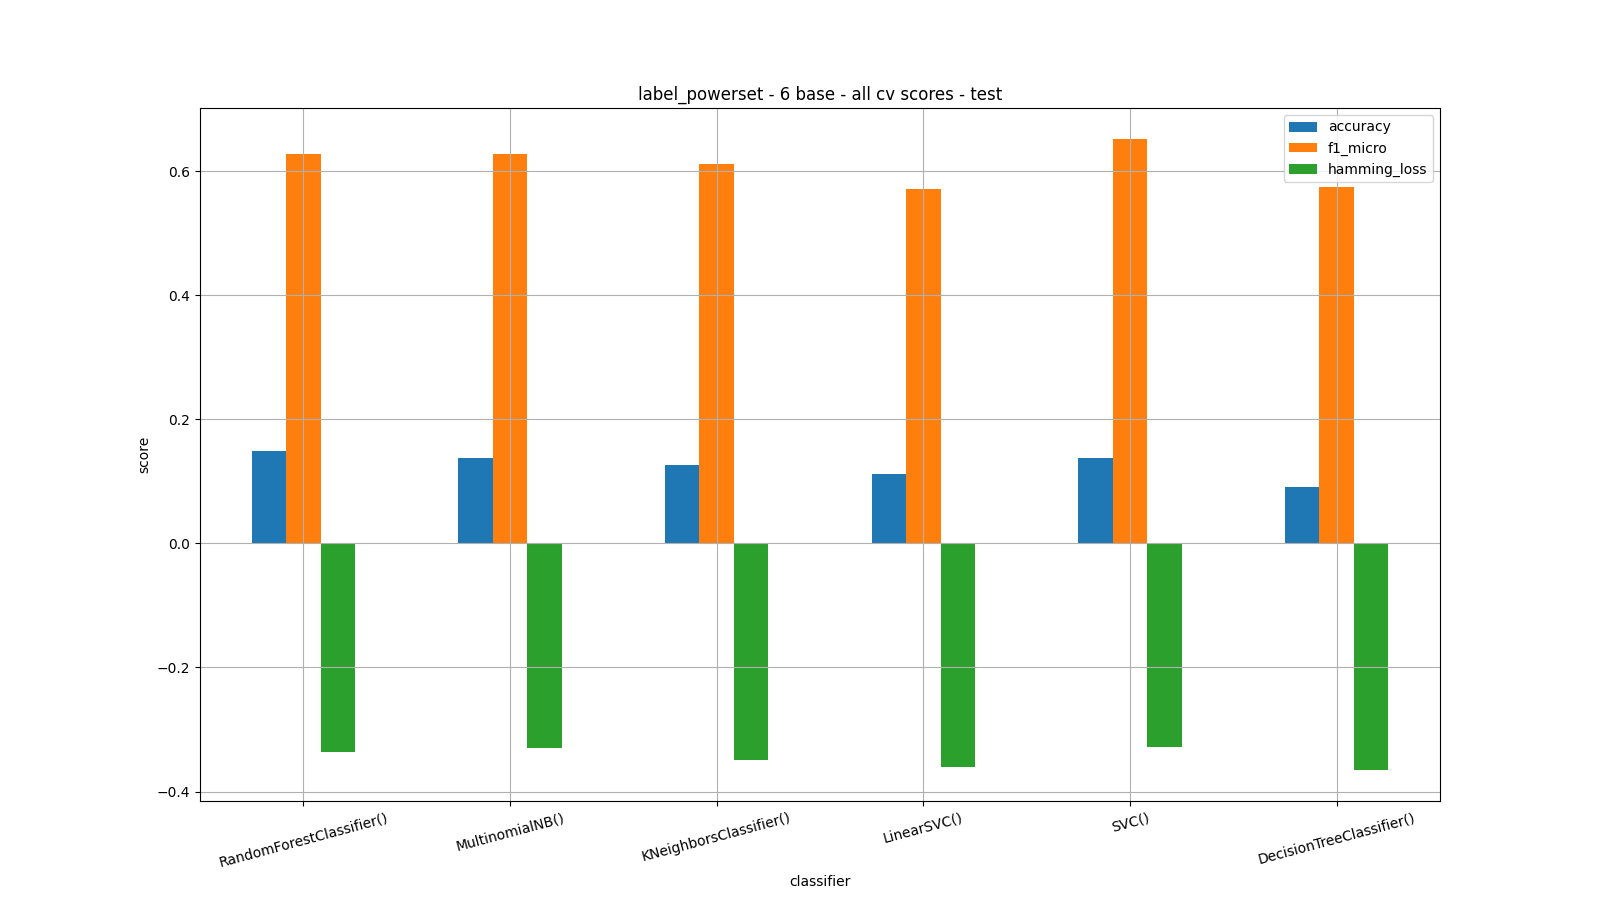 label_powerset - 6 base - all cv scores - test
accuracy
f1_micro
hamming_loss
0.6
0.4
0.2
0.0
−0.2
−0.4
score
RandomForestClassifier()
MultinomialNB()
KNeighborsClassifier()
LinearSVC()
SVC()
DecisionTreeClassifier()
classifier